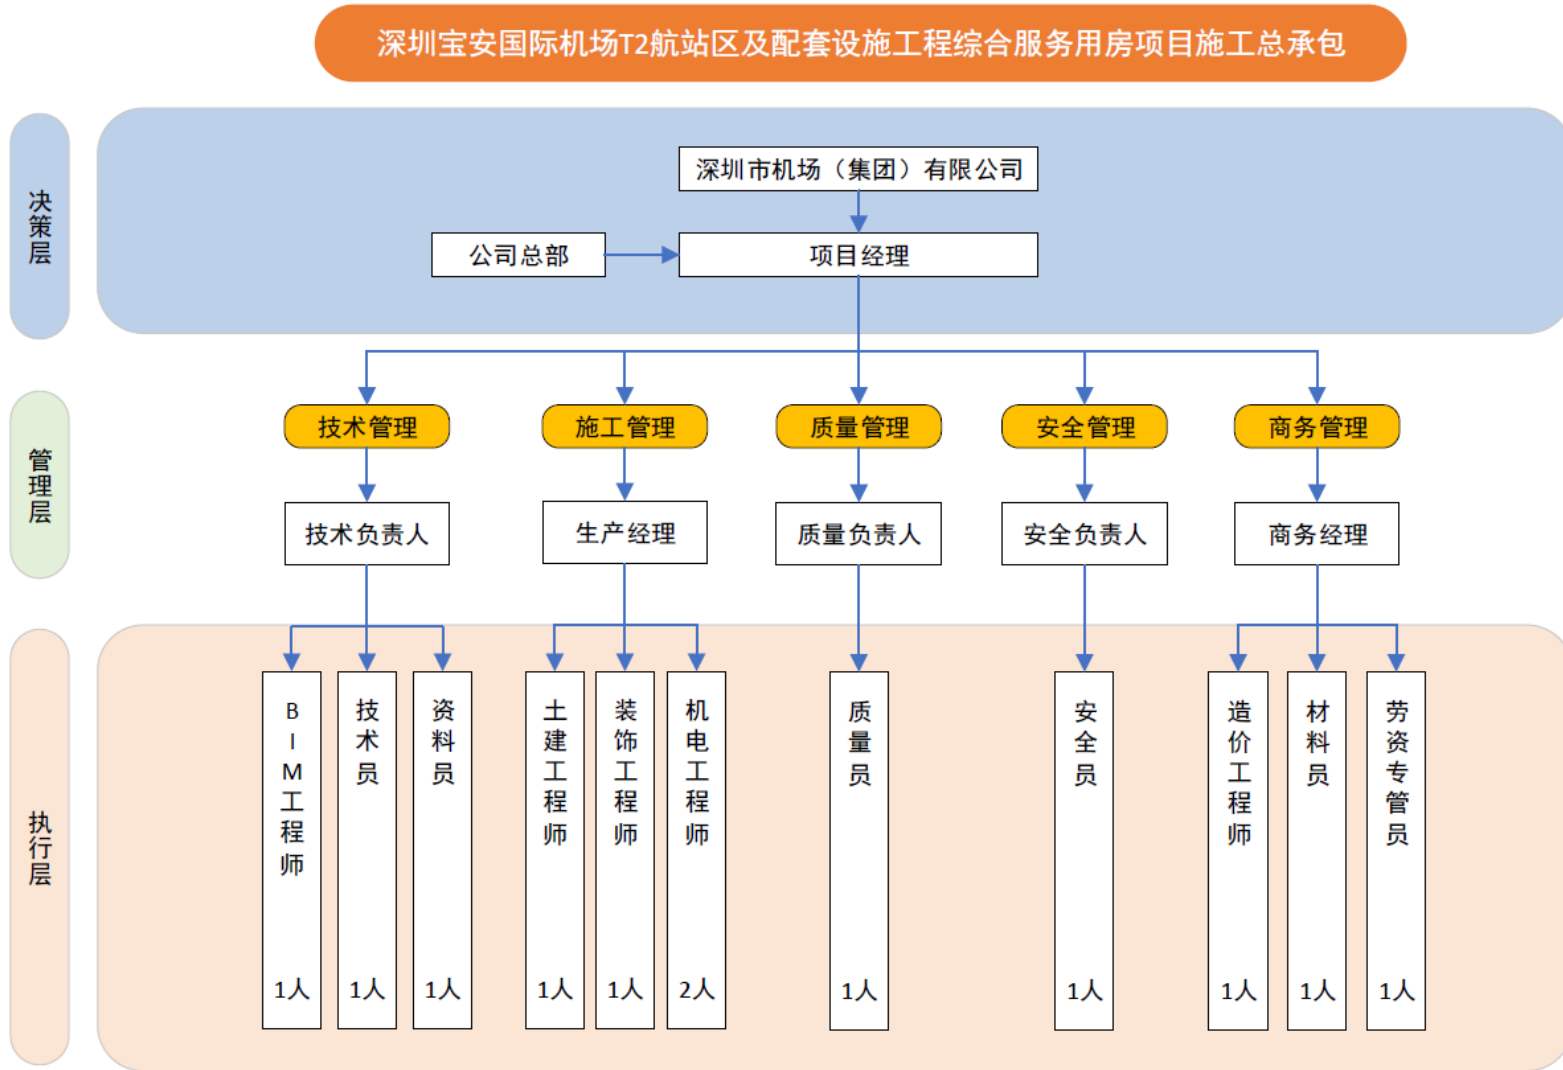 深圳宝安国际机场T2航站区及配套设施工程综合服务用房项目施工总承包
决策层
深圳市机场（集团）有限公司
公司总部
项目经理
管理层
技术管理
施工管理
质量管理
安全管理
商务管理
技术负责人
生产经理
质量负责人
安全负责人
商务经理
执行层
BIM工程师
1人
技术员
1人
资料员
1人
土建工程师
1人
装饰工程师
1人
机电工程师
2人
质量员
1人
安全员
1人
造价工程师
1人
材料员
1人
劳资专管员
1人